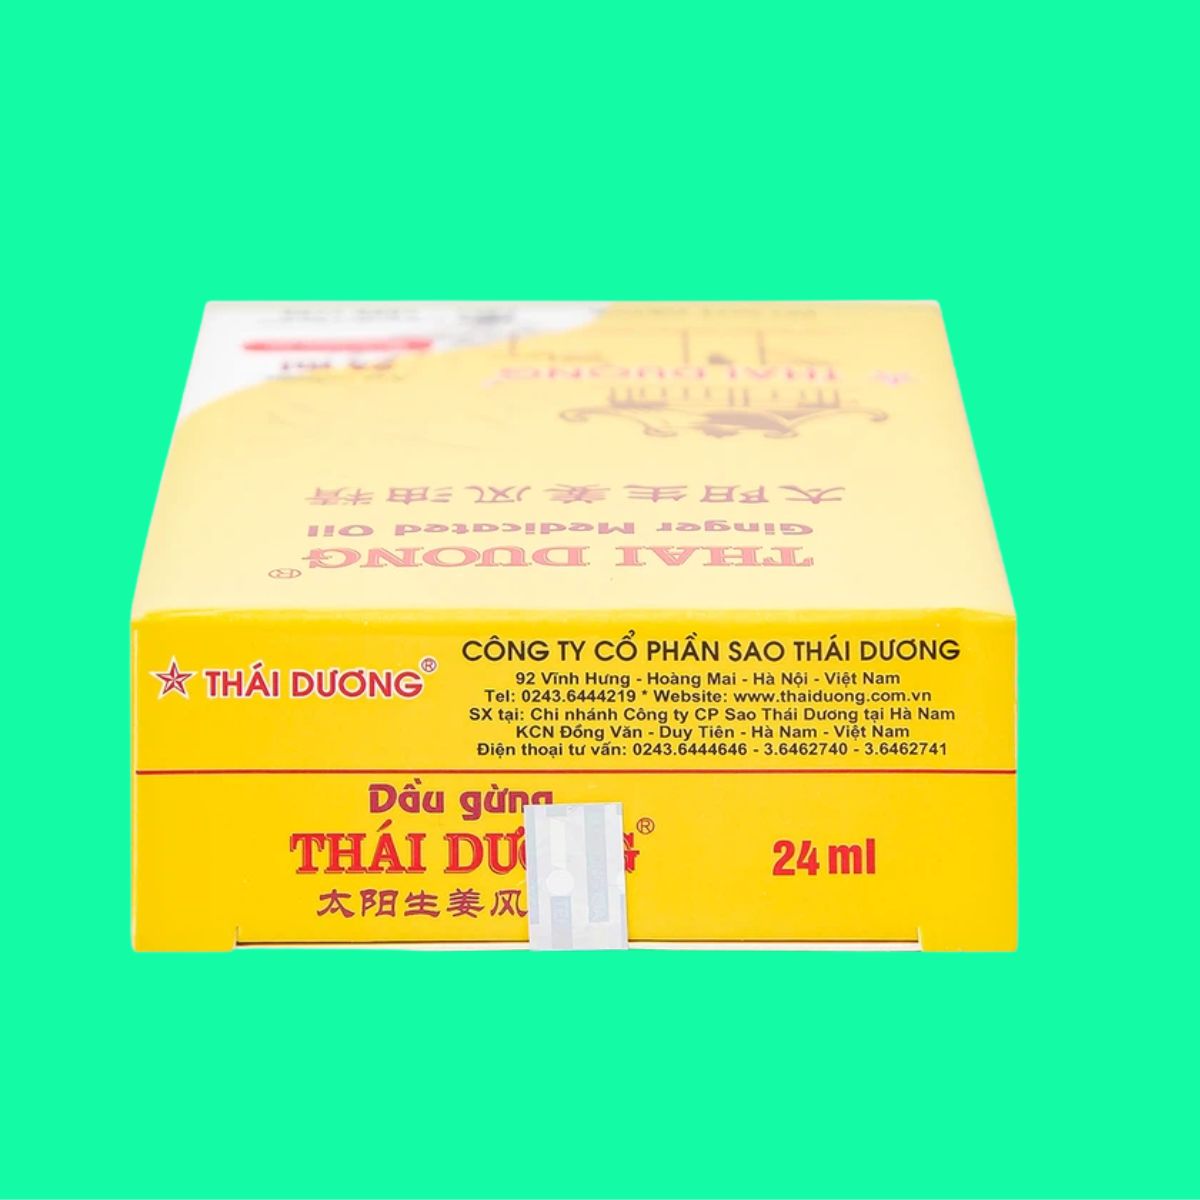 THAI DUONG
太阳生姜风油精
Ginger Medicated Oil
THAI DUONG®
THÁI DƯƠNG®
CÔNG TY CỔ PHẦN SAO THÁI DƯƠNG
92 Vĩnh Hưng - Hoàng Mai - Hà Nội - Việt Nam
Tel: 0243.6444219 * Website: www.thaiduong.com.vn
SX tại: Chi nhánh Công ty CP Sao Thái Dương tại Hà Nam
KCN Đồng Văn - Duy Tiên - Hà Nam - Việt Nam
Điện thoại tư vấn: 0243.6444646 - 3.6462740 - 3.6462741
Dầu gừng
THÁI DƯƠNG®
24 ml
太阳生姜风